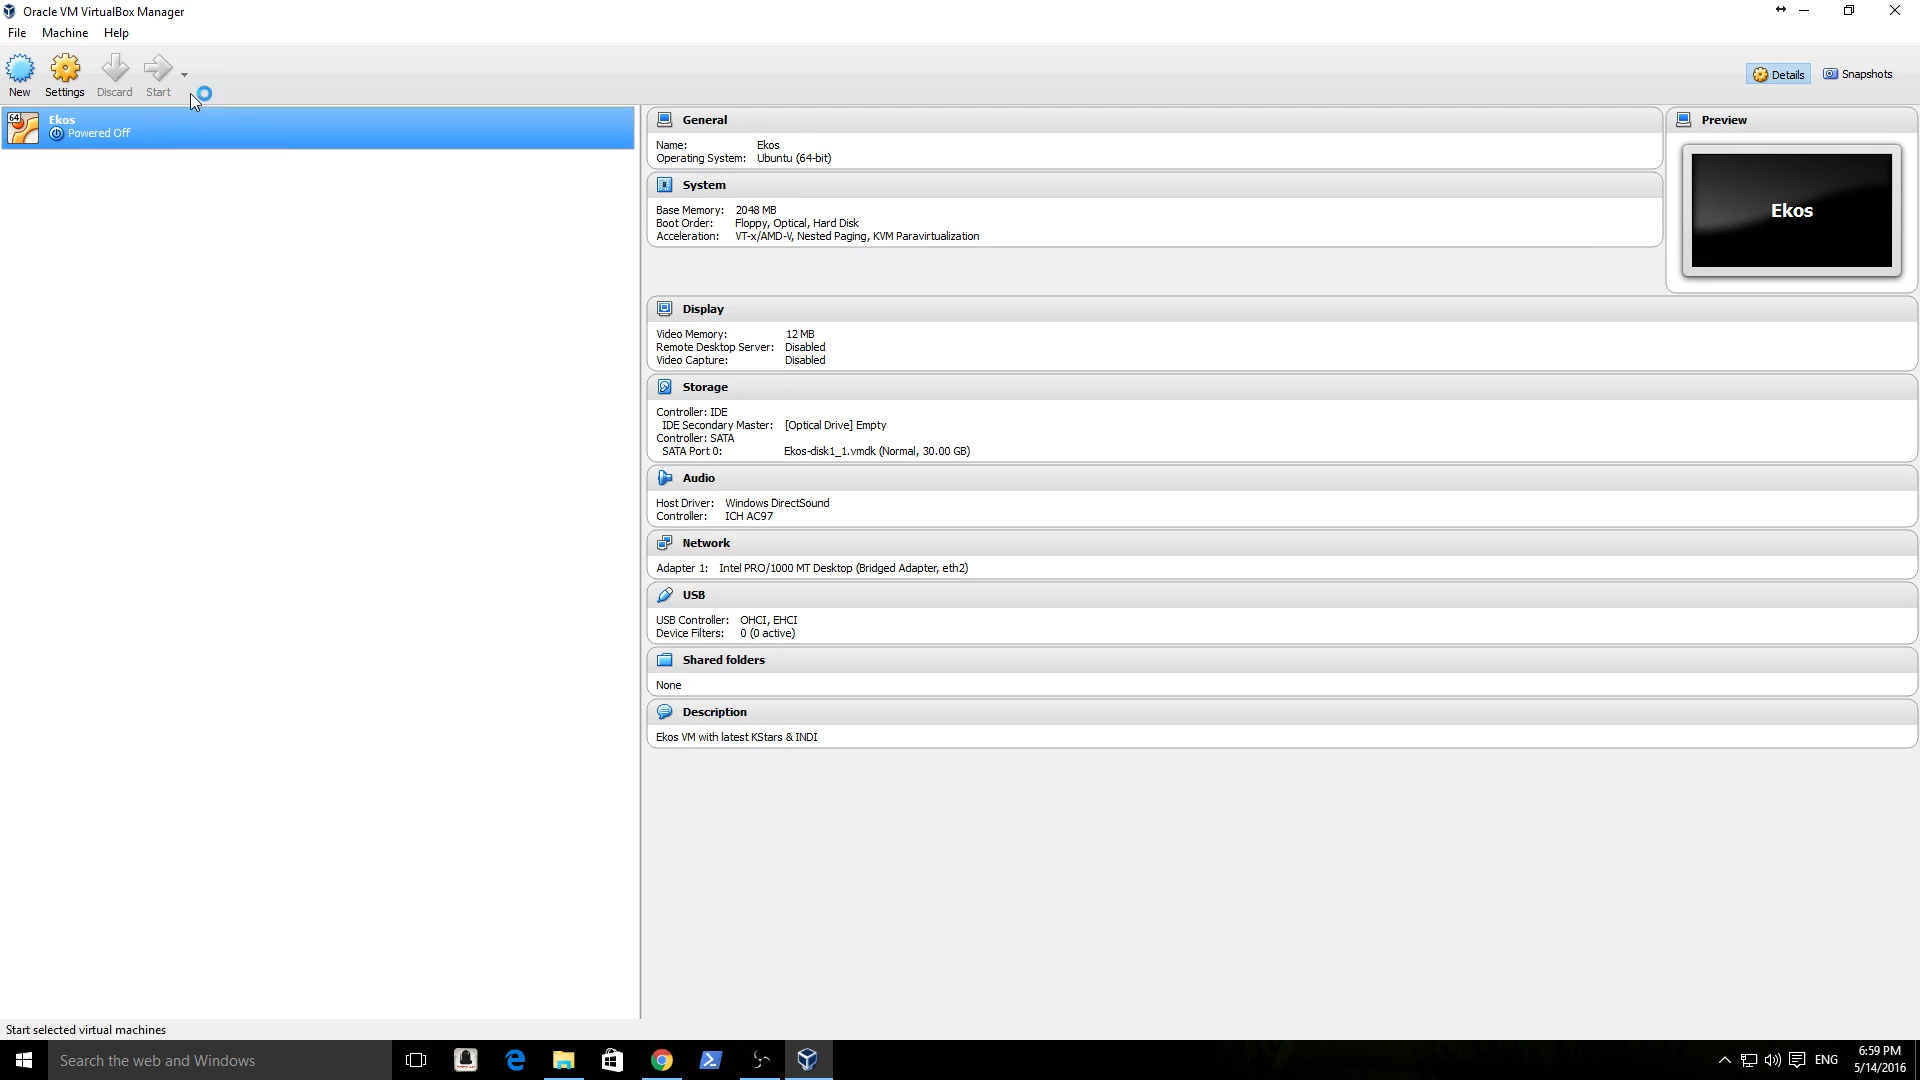 Oracle VM VirtualBox Manager
File Machine Help
New Settings Discard Start
Details Snapshots
64
Ekos
Powered Off
General
Name: Ekos
Operating System: Ubuntu (64-bit)
System
Base Memory: 2048 MB
Boot Order: Floppy, Optical, Hard Disk
Acceleration: VT-x/AMD-V, Nested Paging, KVM Paravirtualization
Preview
Ekos
Display
Video Memory: 12 MB
Remote Desktop Server: Disabled
Video Capture: Disabled
Storage
Controller: IDE
IDE Secondary Master: [Optical Drive] Empty
Controller: SATA
SATA Port 0: Ekos-disk1_1.vmdk (Normal, 30.00 GB)
Audio
Host Driver: Windows DirectSound
Controller: ICH AC97
Network
Adapter 1: Intel PRO/1000 MT Desktop (Bridged Adapter, eth2)
USB
USB Controller: OHCI, EHCI
Device Filters: 0 (0 active)
Shared folders
None
Description
Ekos VM with latest KStars & INDI
Start selected virtual machines
Search the web and Windows
ENG
6:59 PM
5/14/2016